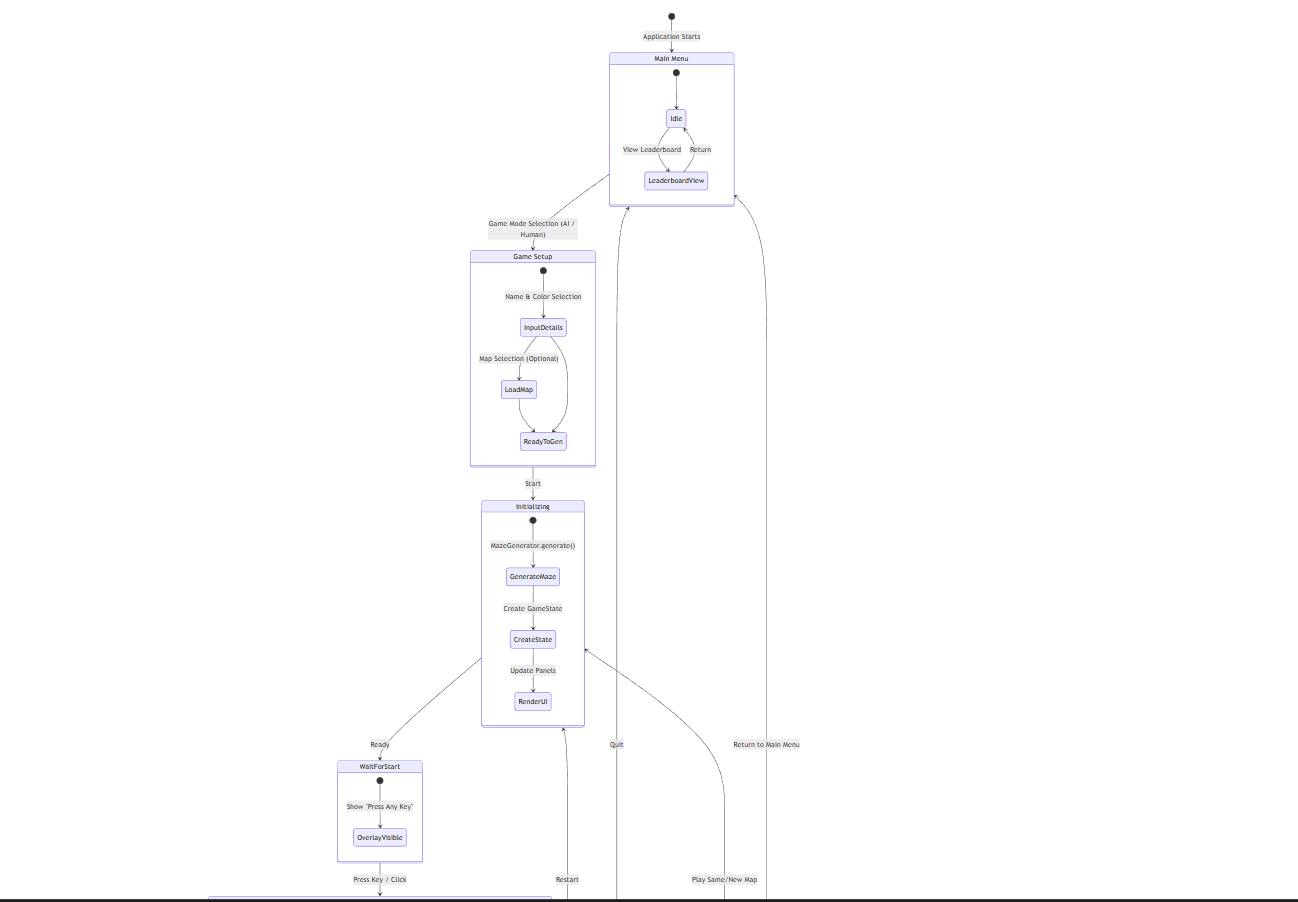 Application Starts
Main Menu
Idle
View Leaderboard
Return
LeaderboardView
Game Mode Selection (AI /
Human)
Game Setup
Name & Color Selection
InputDetails
Map Selection (Optional)
LoadMap
ReadyToGen
Start
Initializing
MazeGenerator.generate()
GenerateMaze
Create GameState
CreateState
Update Panels
RenderUI
Ready
Quit
Return to Main Menu
WaitForStart
Show "Press Any Key"
OverlayVisible
Press Key / Click
Restart
Play Same/New Map